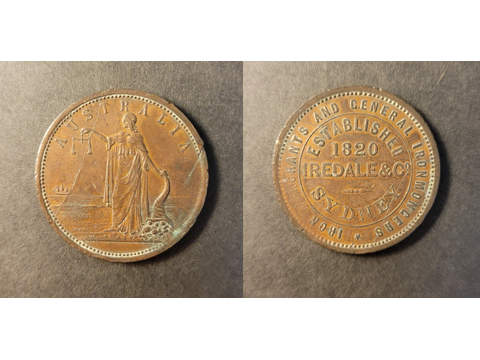 AUSTRALIA
IRON MERCHANTS AND GENERAL IRONMONGERS
ESTABLISHED
1820
IREDALE & Co
SYDNEY